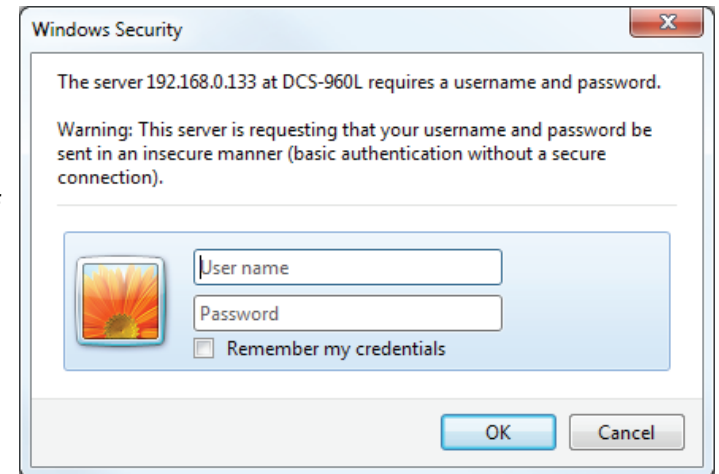 Windows Security
The server 192.168.0.133 at DCS-960L requires a username and password.
Warning: This server is requesting that your username and password be
sent in an insecure manner (basic authentication without a secure
connection).
User name
Password
Remember my credentials
OK
Cancel